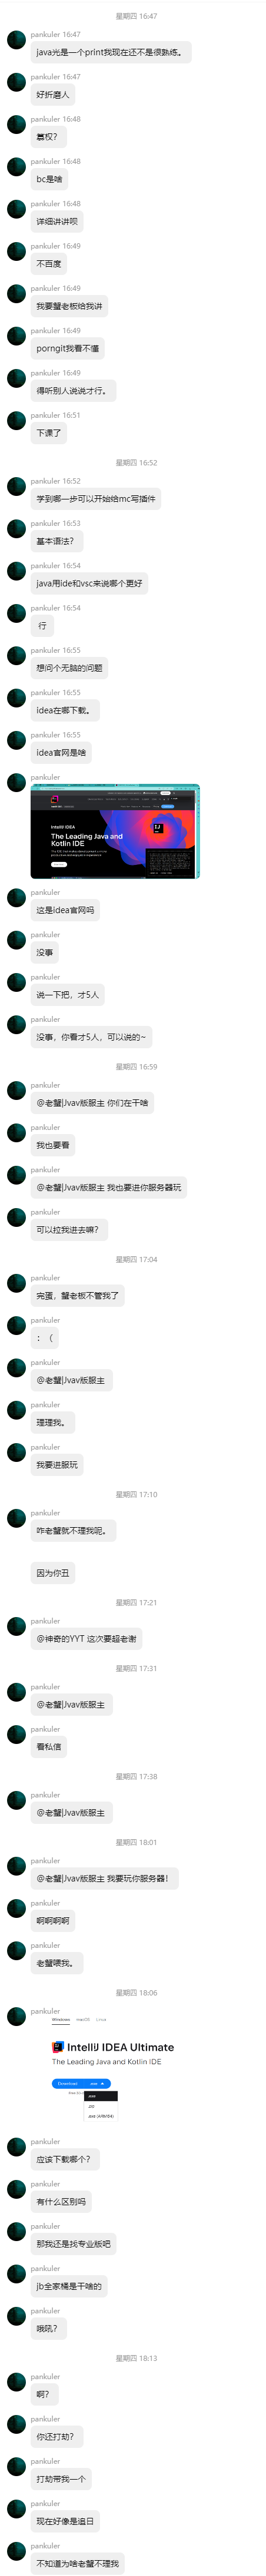 星期四 16:47
pankuler 16:47
java光是一个print我现在还不是很熟练。
pankuler 16:47
好折磨人
pankuler 16:48
篡权？
pankuler 16:48
bc是啥
pankuler 16:48
详细讲讲呗
pankuler 16:49
不百度
pankuler 16:49
我要蟹老板给我讲
pankuler 16:49
porngit我看不懂
pankuler 16:49
得听别人说说才行。
pankuler 16:51
下课了
星期四 16:52
pankuler 16:52
学到哪一步可以开始给mc写插件
pankuler 16:53
基本语法？
pankuler 16:54
java用ide和vsc来说哪个更好
pankuler 16:54
行
pankuler 16:55
想问个无脑的问题
pankuler 16:55
idea在哪下载。
pankuler 16:55
idea官网是啥
pankuler
IntelliJ IDEA
The Leading Java and
Kotlin IDE
pankuler
这是idea官网吗
pankuler
没事
pankuler
说一下把，才5人
pankuler
没事，你看才5人，可以说的~
星期四 16:59
pankuler
@老蟹|Jvav版服主 你们在干啥
pankuler
我也要看
pankuler
@老蟹|Jvav版服主 我也要进你服务器玩
pankuler
可以拉我进去嘛？
星期四 17:04
pankuler
完蛋，蟹老板不管我了
pankuler
：（
pankuler
@老蟹|Jvav版服主
pankuler
理理我。
pankuler
我要进服玩
星期四 17:10
pankuler
咋老蟹就不理我呢。
因为你丑
星期四 17:21
pankuler
@神奇的YYT 这次要超老谢
星期四 17:31
pankuler
@老蟹|Jvav版服主
pankuler
看私信
星期四 17:38
pankuler
@老蟹|Jvav版服主
星期四 18:01
pankuler
@老蟹|Jvav版服主 我要玩你服务器！
pankuler
啊啊啊啊
pankuler
老蟹喂我。
星期四 18:06
pankuler
Windows macOS Linux
IntelliJ IDEA Ultimate
The Leading Java and Kotlin IDE
Download .exe
.exe
.zip
.exe (ARM64)
pankuler
应该下载哪个？
pankuler
有什么区别吗
pankuler
那我还是找专业版吧
pankuler
jb全家桶是干啥的
pankuler
哦吼？
星期四 18:13
pankuler
啊？
pankuler
你还打劫？
pankuler
打劫带我一个
pankuler
现在好像是追日
pankuler
不知道为啥老蟹不理我